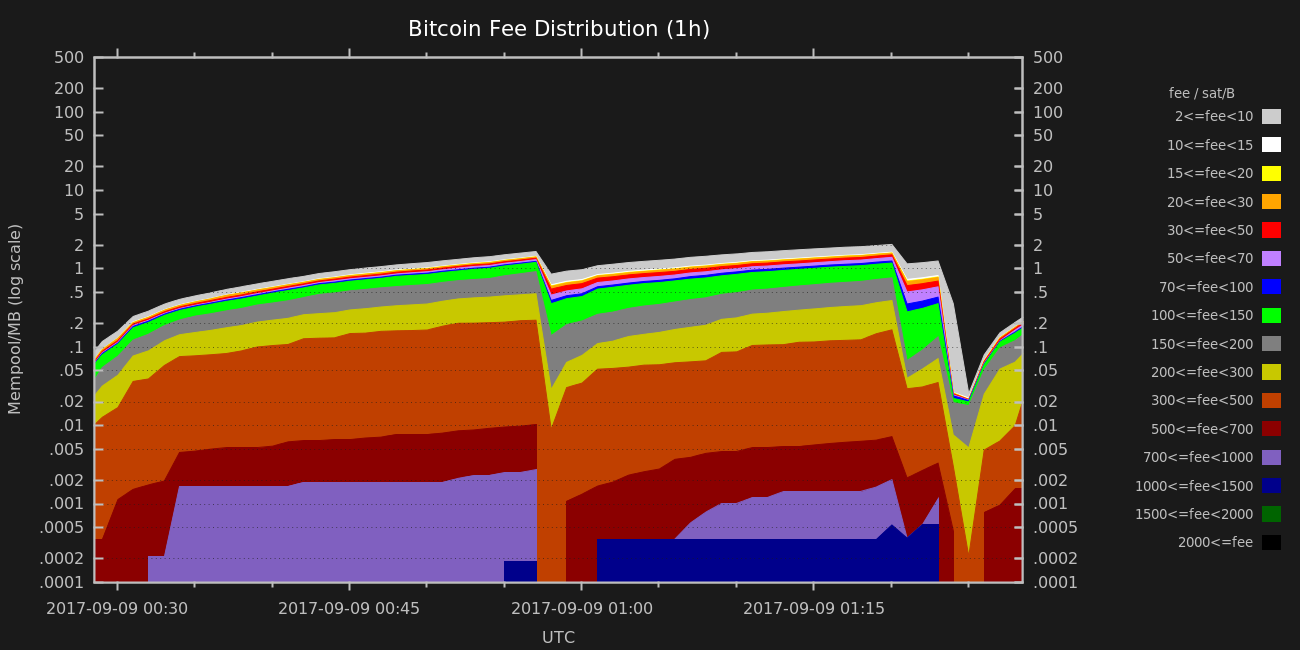 Bitcoin Fee Distribution (1h)
500
200
100
50
20
10
5
2
1
.5
.2
.1
.05
.02
.01
.005
.002
.001
.0005
.0002
.0001
Mempool/MB (log scale)
500
200
100
50
20
10
5
2
1
.5
.2
.1
.05
.02
.01
.005
.002
.001
.0005
.0002
.0001
2017-09-09 00:30
2017-09-09 00:45
2017-09-09 01:00
2017-09-09 01:15
UTC
fee / sat/B
2<=fee<10
10<=fee<15
15<=fee<20
20<=fee<30
30<=fee<50
50<=fee<70
70<=fee<100
100<=fee<150
150<=fee<200
200<=fee<300
300<=fee<500
500<=fee<700
700<=fee<1000
1000<=fee<1500
1500<=fee<2000
2000<=fee